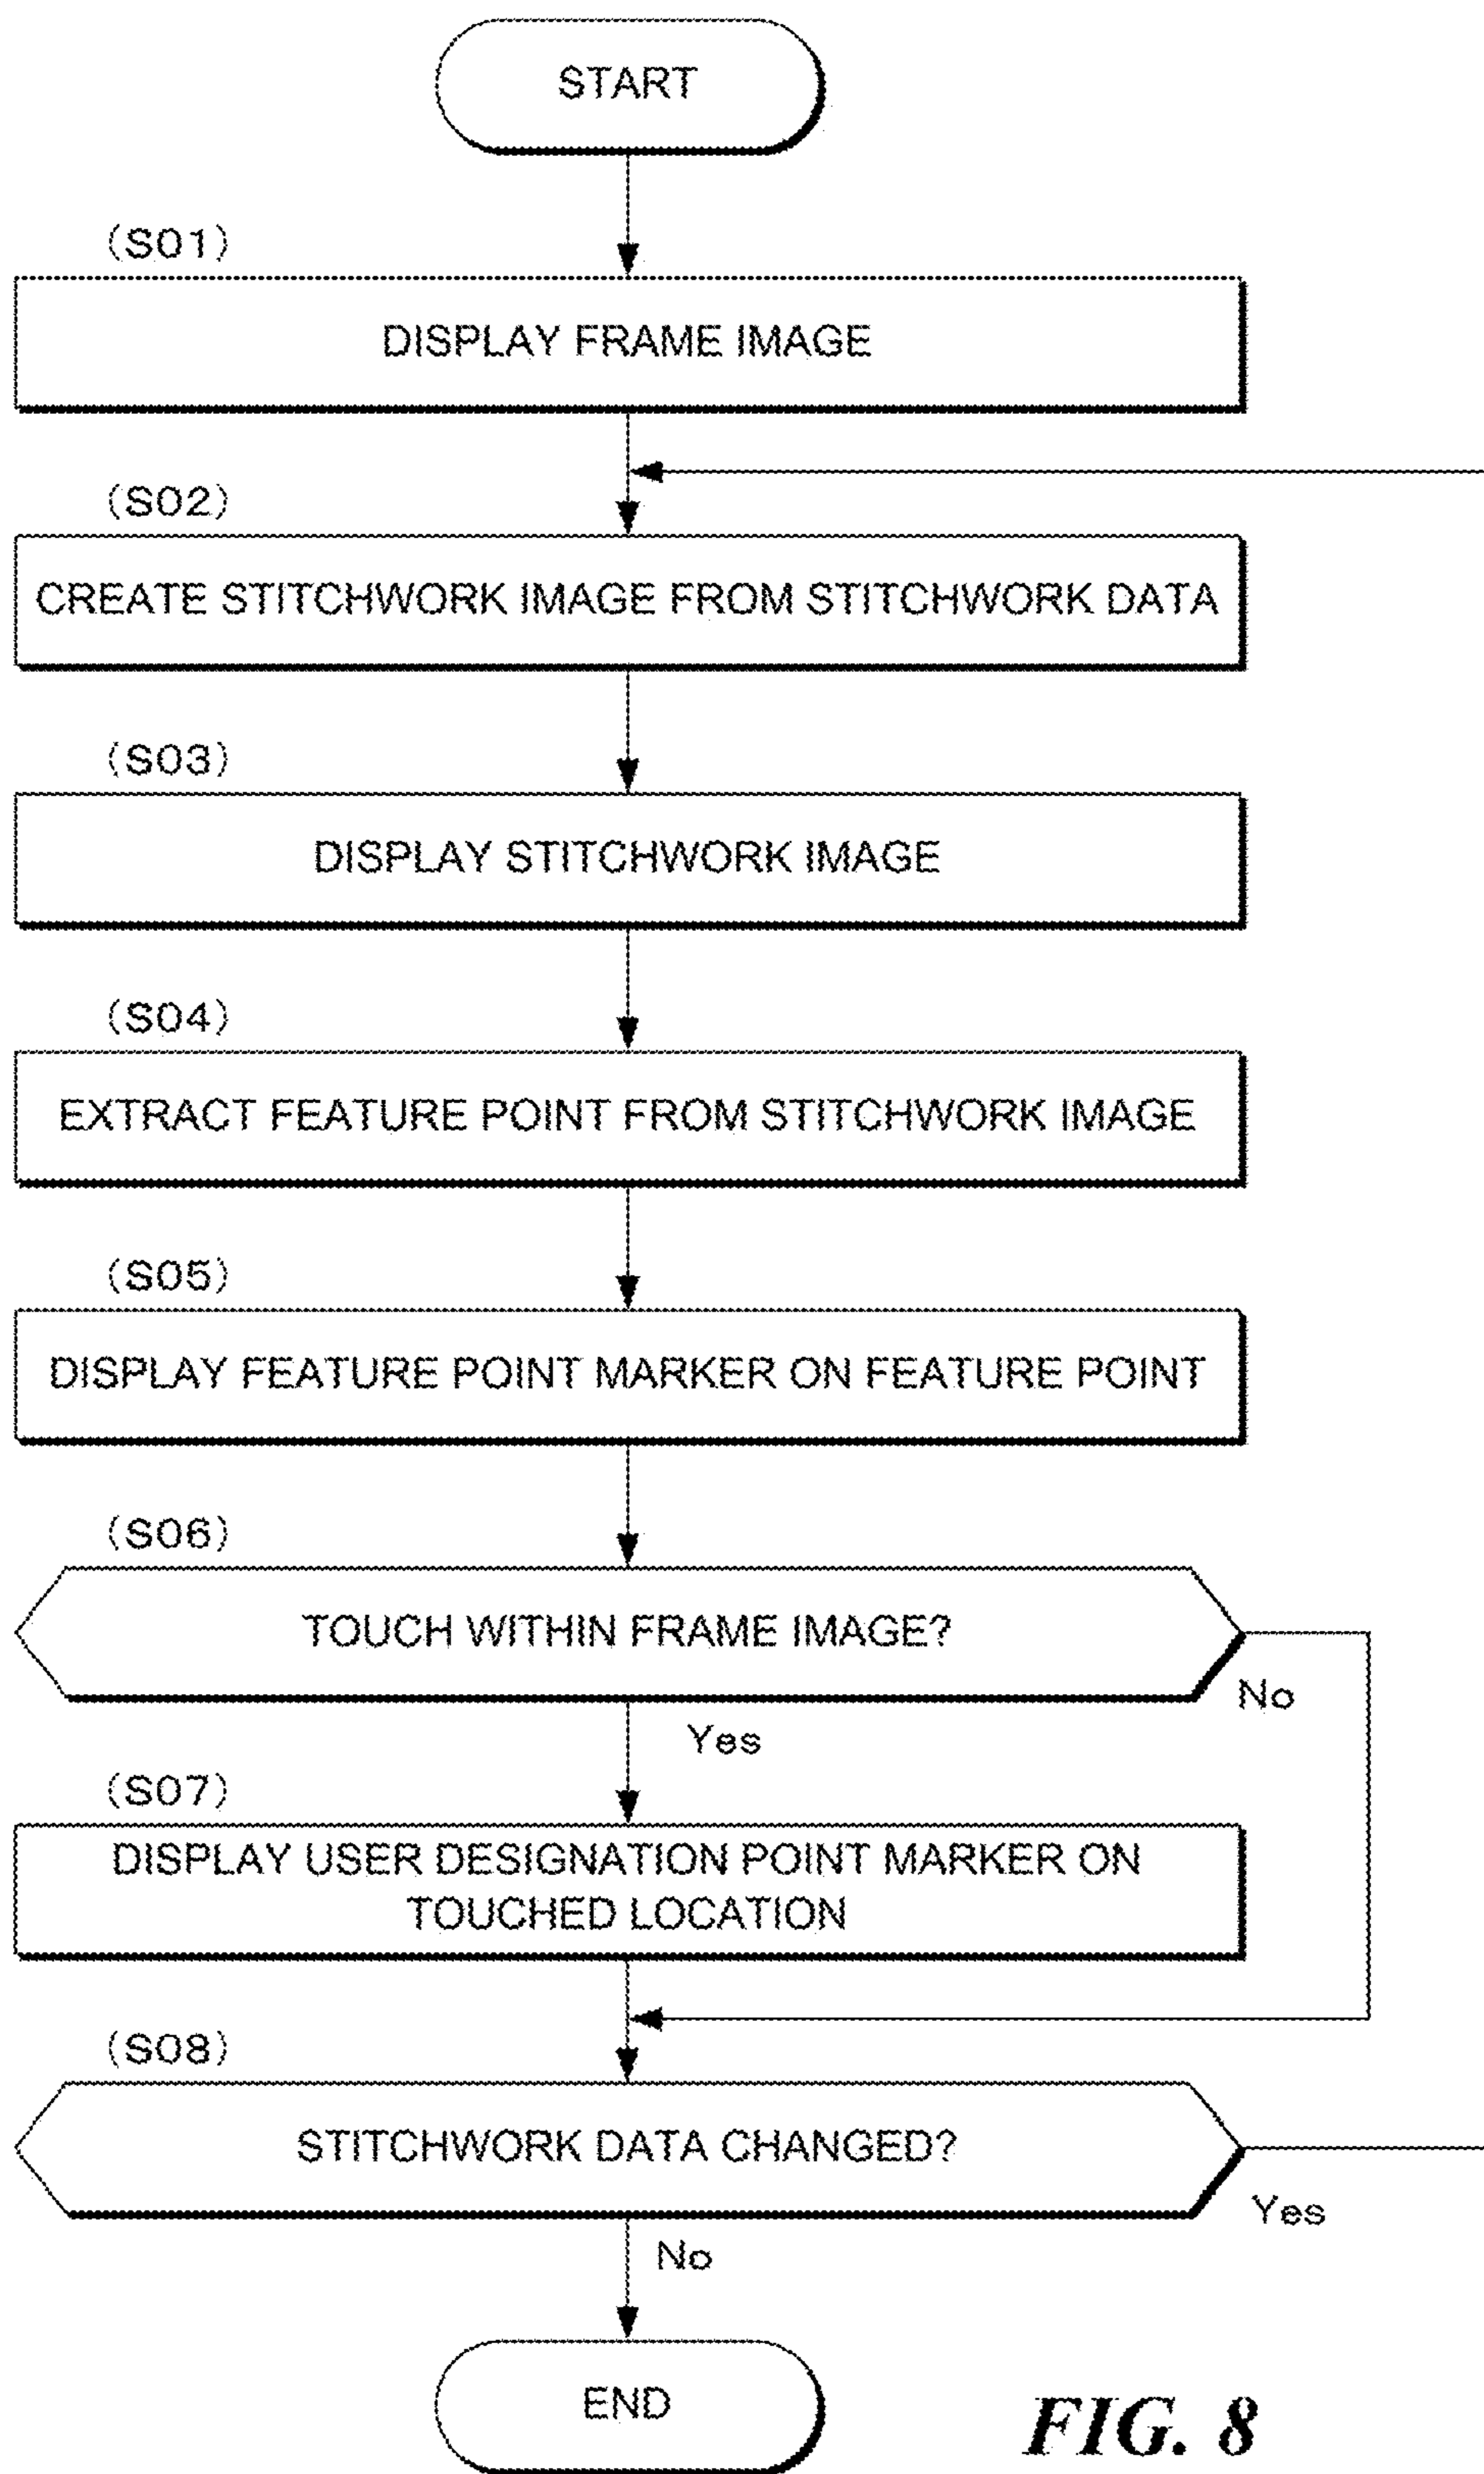 START
(S01)
DISPLAY FRAME IMAGE
(S02)
CREATE STITCHWORK IMAGE FROM STITCHWORK DATA
(S03)
DISPLAY STITCHWORK IMAGE
(S04)
EXTRACT FEATURE POINT FROM STITCHWORK IMAGE
(S05)
DISPLAY FEATURE POINT MARKER ON FEATURE POINT
(S06)
TOUCH WITHIN FRAME IMAGE?
No
Yes
(S07)
DISPLAY USER DESIGNATION POINT MARKER ON
TOUCHED LOCATION
(S08)
STITCHWORK DATA CHANGED?
Yes
No
END
FIG. 8